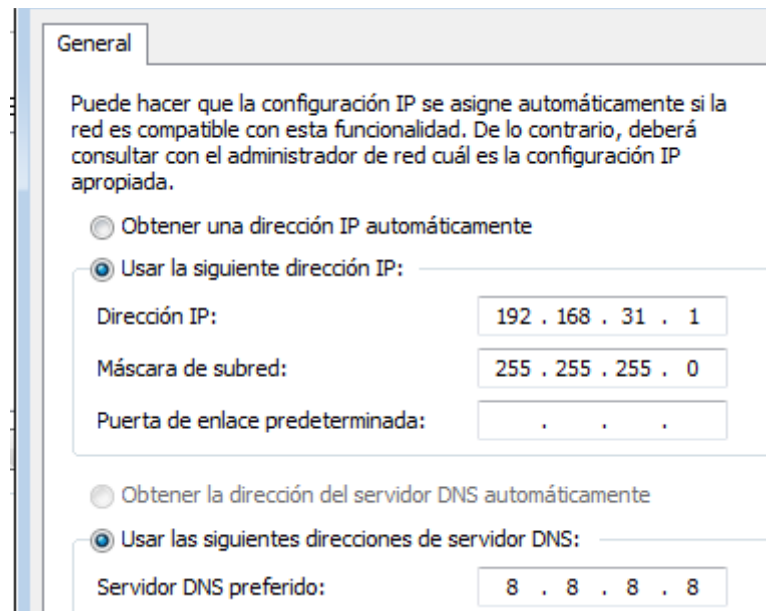 General
Puede hacer que la configuración IP se asigne automáticamente si la
red es compatible con esta funcionalidad. De lo contrario, deberá
consultar con el administrador de red cuál es la configuración IP
apropiada.
Obtener una dirección IP automáticamente
Usar la siguiente dirección IP:
Dirección IP: 192 . 168 . 31 . 1
Máscara de subred: 255 . 255 . 255 . 0
Puerta de enlace predeterminada: . . .
Obtener la dirección del servidor DNS automáticamente
Usar las siguientes direcciones de servidor DNS:
Servidor DNS preferido: 8 . 8 . 8 . 8